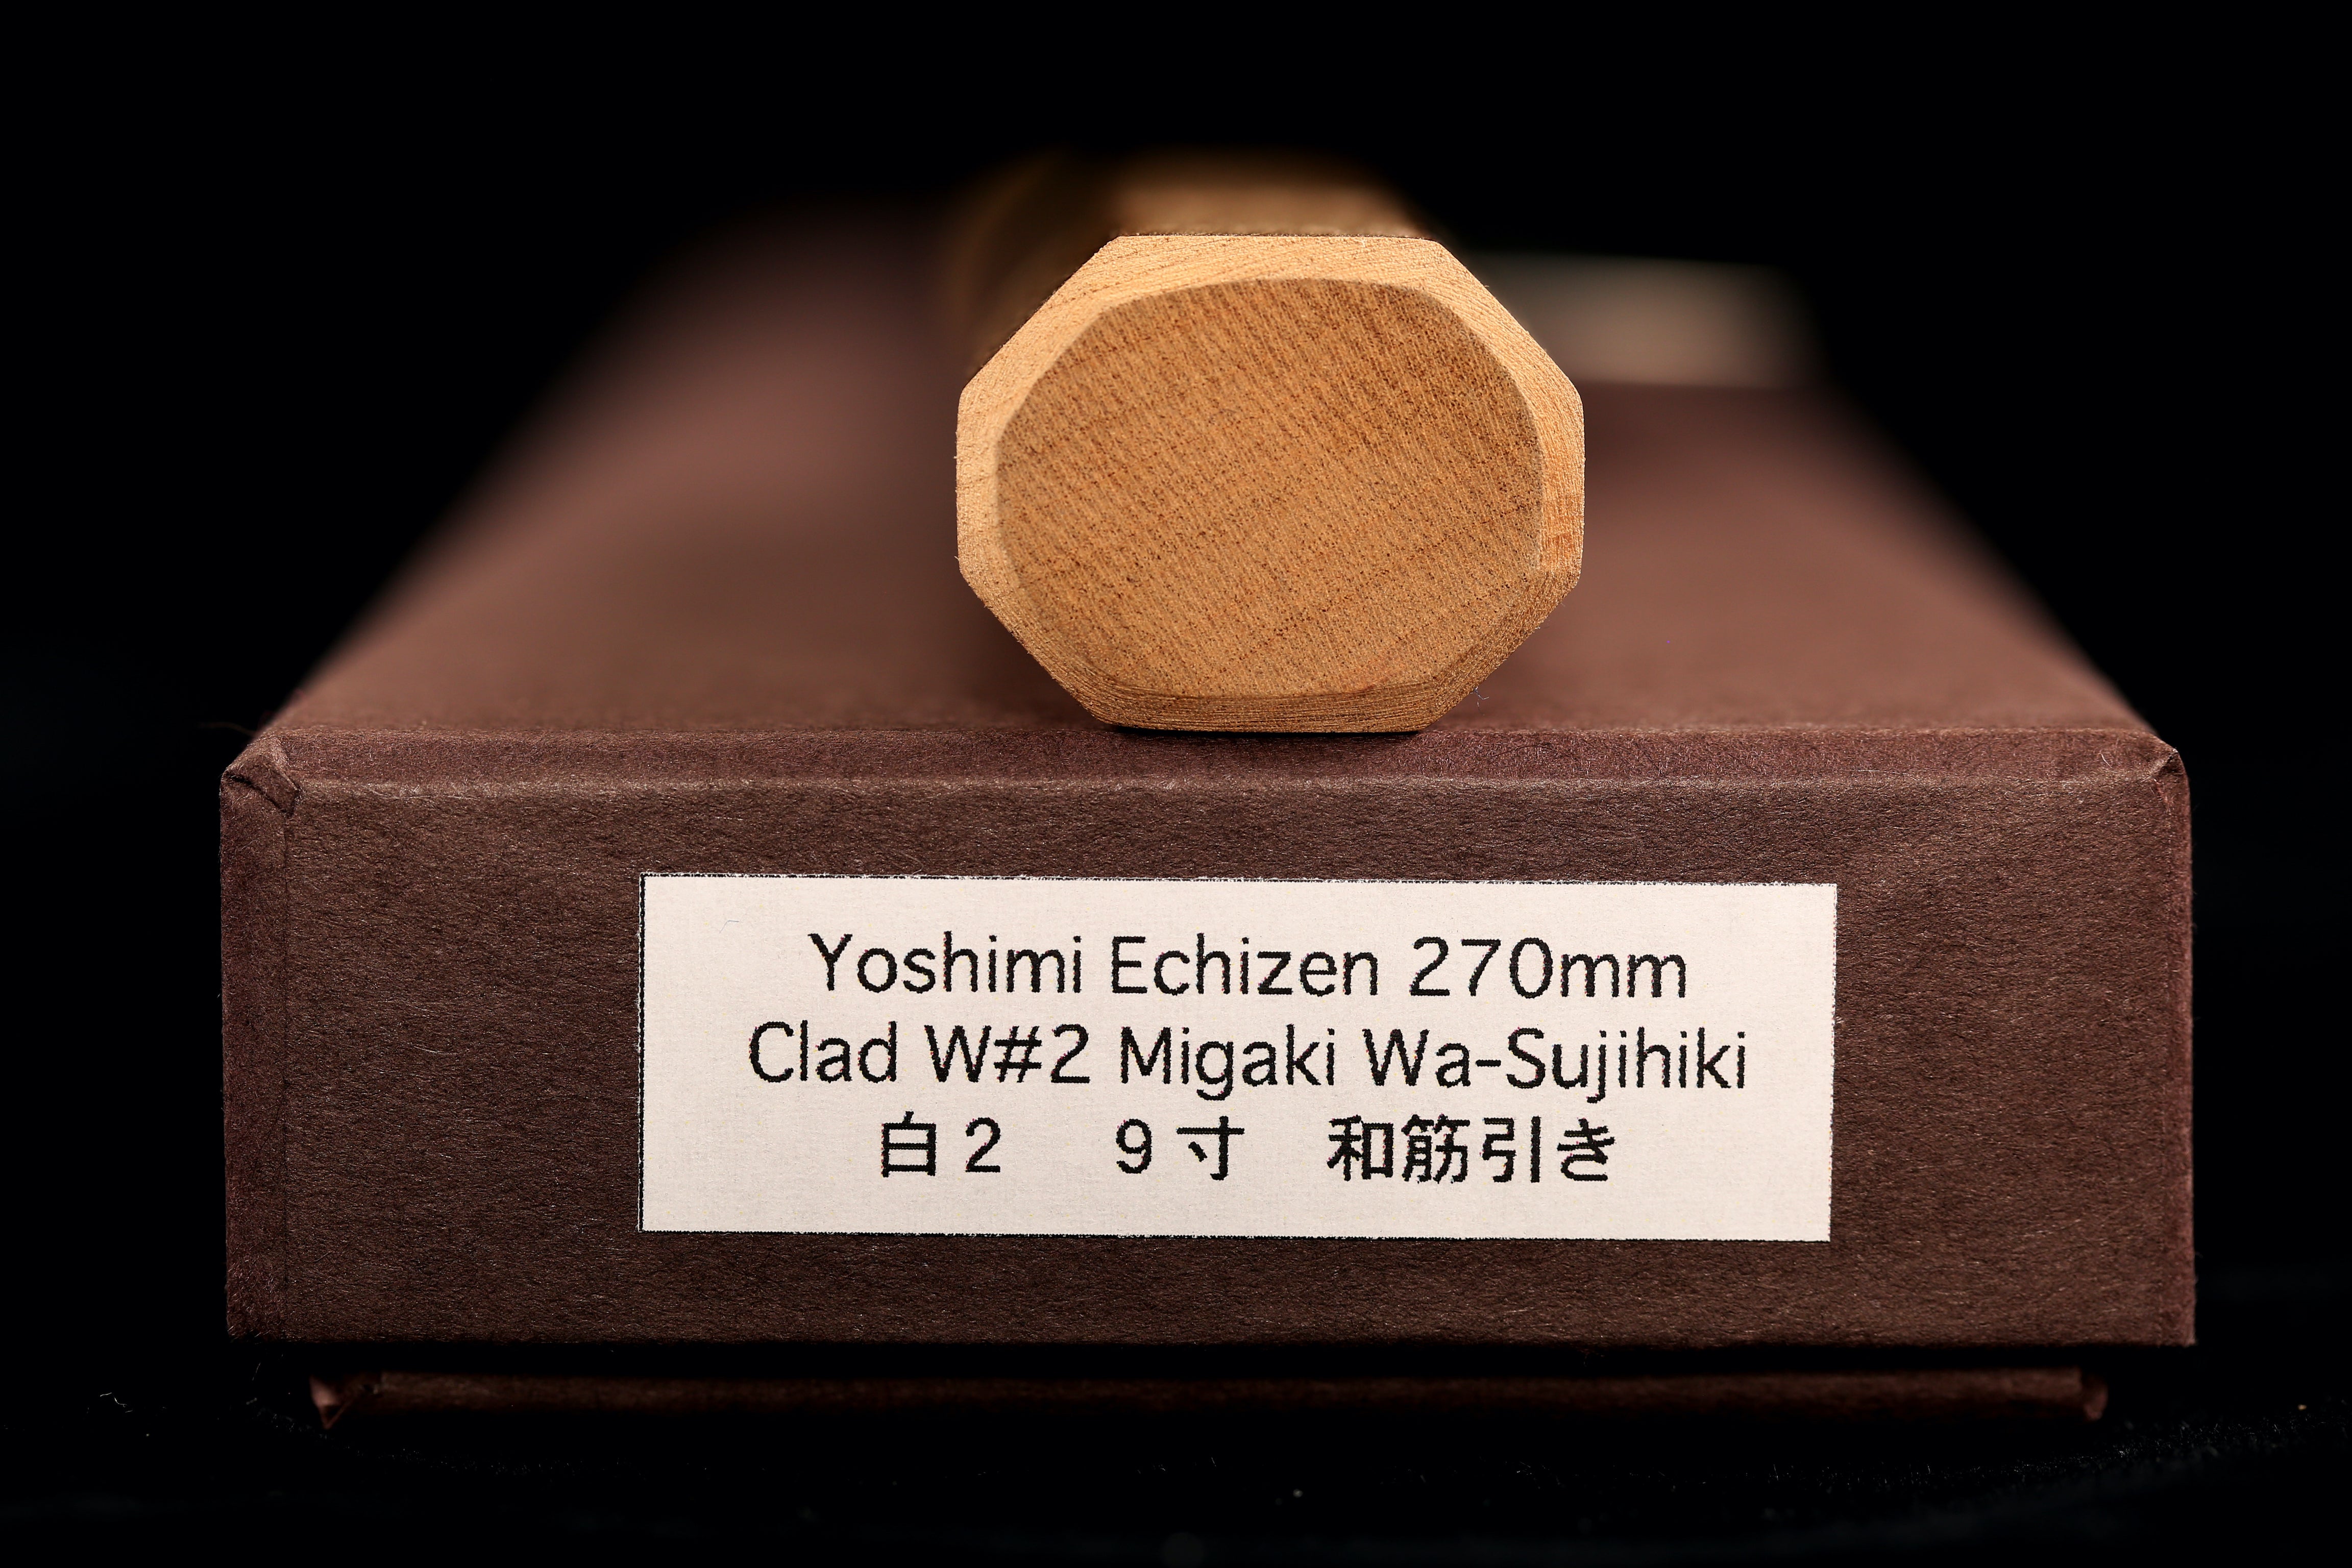 Yoshimi Echizen 270mm
Clad W#2 Migaki Wa-Sujihiki
白2　9寸　和筋引き